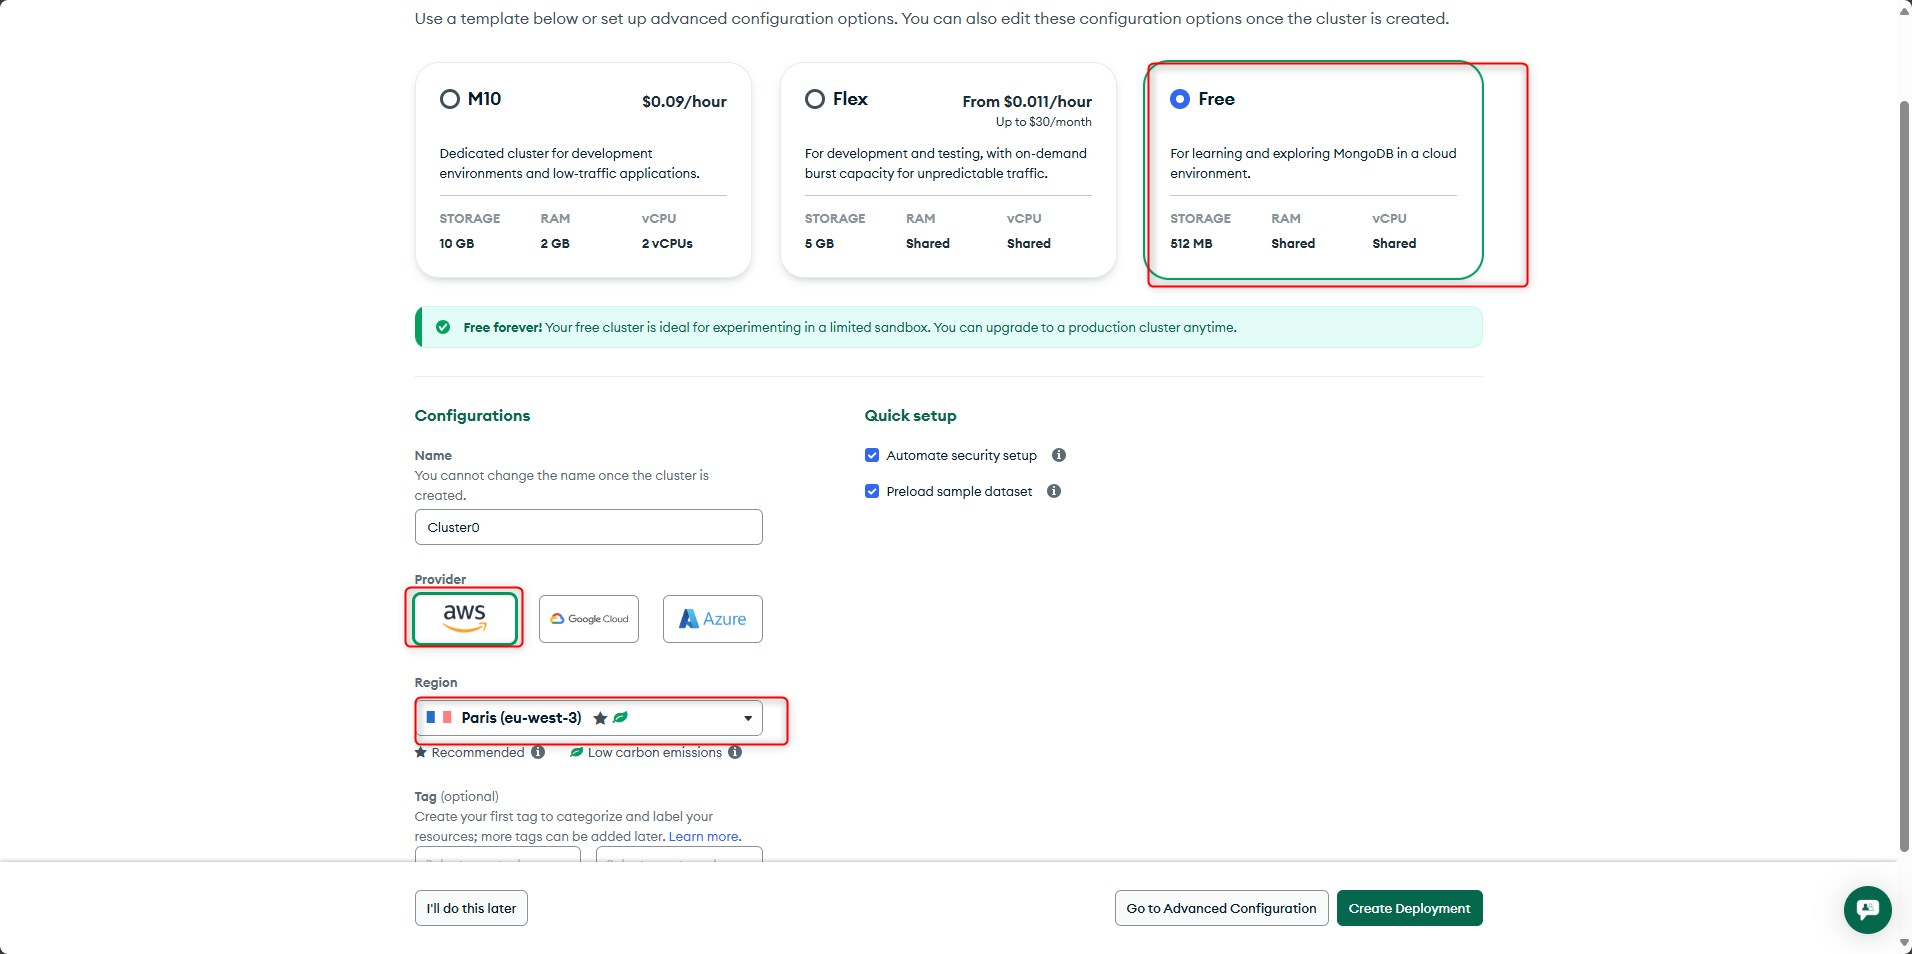 Use a template below or set up advanced configuration options. You can also edit these configuration options once the cluster is created.
M10
$0.09/hour
Dedicated cluster for development
environments and low-traffic applications.
STORAGE RAM vCPU
10 GB 2 GB 2 vCPUs
Flex
From $0.011/hour
Up to $30/month
For development and testing, with on-demand
burst capacity for unpredictable traffic.
STORAGE RAM vCPU
5 GB Shared Shared
Free
For learning and exploring MongoDB in a cloud
environment.
STORAGE RAM vCPU
512 MB Shared Shared
Free forever! Your free cluster is ideal for experimenting in a limited sandbox. You can upgrade to a production cluster anytime.
Configurations
Name
You cannot change the name once the cluster is
created.
Cluster0
Provider
aws
Google Cloud
Azure
Region
Paris (eu-west-3)
Recommended
Low carbon emissions
Tag (optional)
Create your first tag to categorize and label your
resources; more tags can be added later. Learn more.
Quick setup
Automate security setup
Preload sample dataset
I'll do this later
Go to Advanced Configuration
Create Deployment